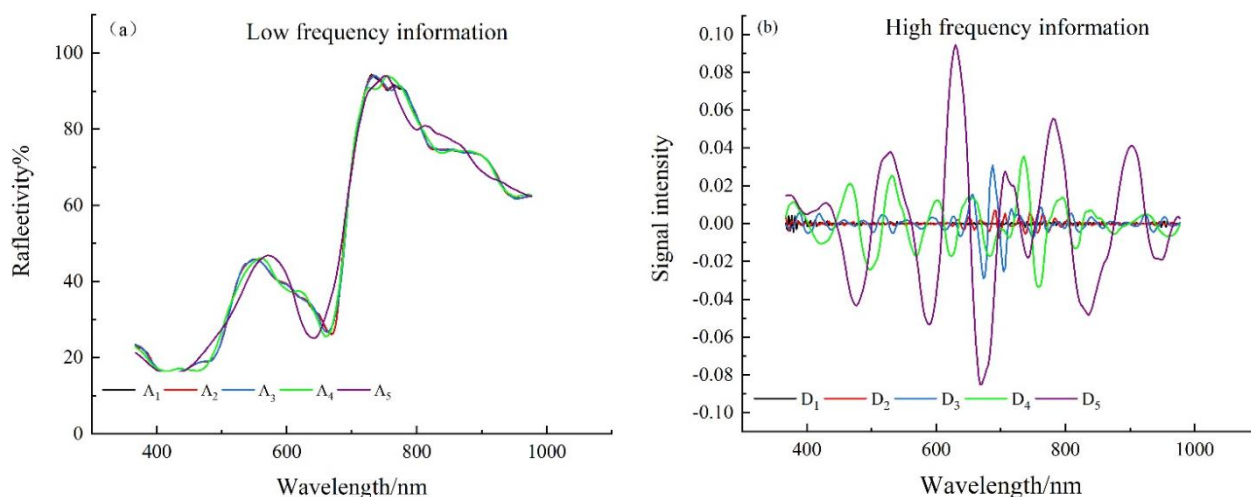 (a)
Low frequency information
100
80
60
40
20
0
Rafleetivity%
A1 A2 A3 A4 A5
400 600 800 1000
Wavelength/nm
(b)
High frequency information
0.10
0.08
0.06
0.04
0.02
0.00
-0.02
-0.04
-0.06
-0.08
-0.10
Signal intensity
D1 D2 D3 D4 D5
400 500 600 700 800 900 1000
Wavelength/nm